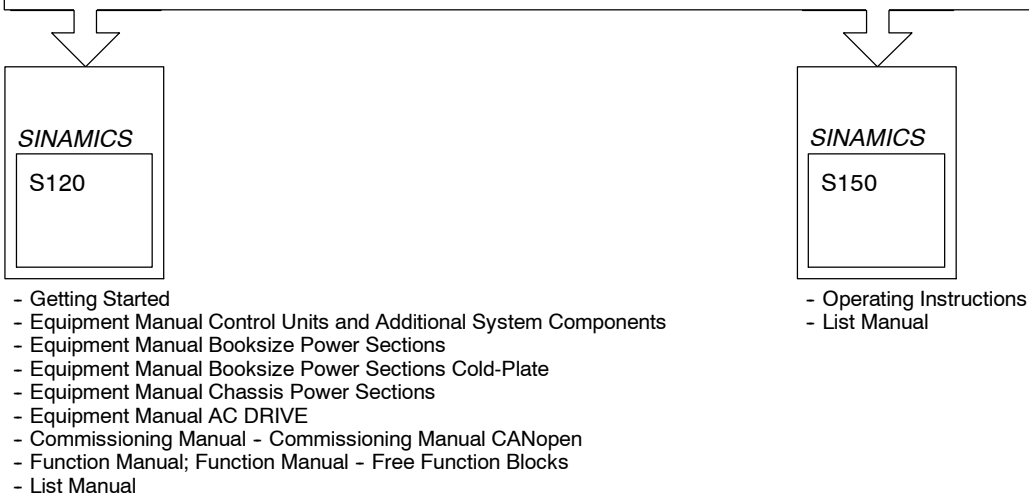 SINAMICS
S120
- Getting Started
- Equipment Manual Control Units and Additional System Components
- Equipment Manual Booksize Power Sections
- Equipment Manual Booksize Power Sections Cold-Plate
- Equipment Manual Chassis Power Sections
- Equipment Manual AC DRIVE
- Commissioning Manual - Commissioning Manual CANopen
- Function Manual; Function Manual - Free Function Blocks
- List Manual
SINAMICS
S150
- Operating Instructions
- List Manual